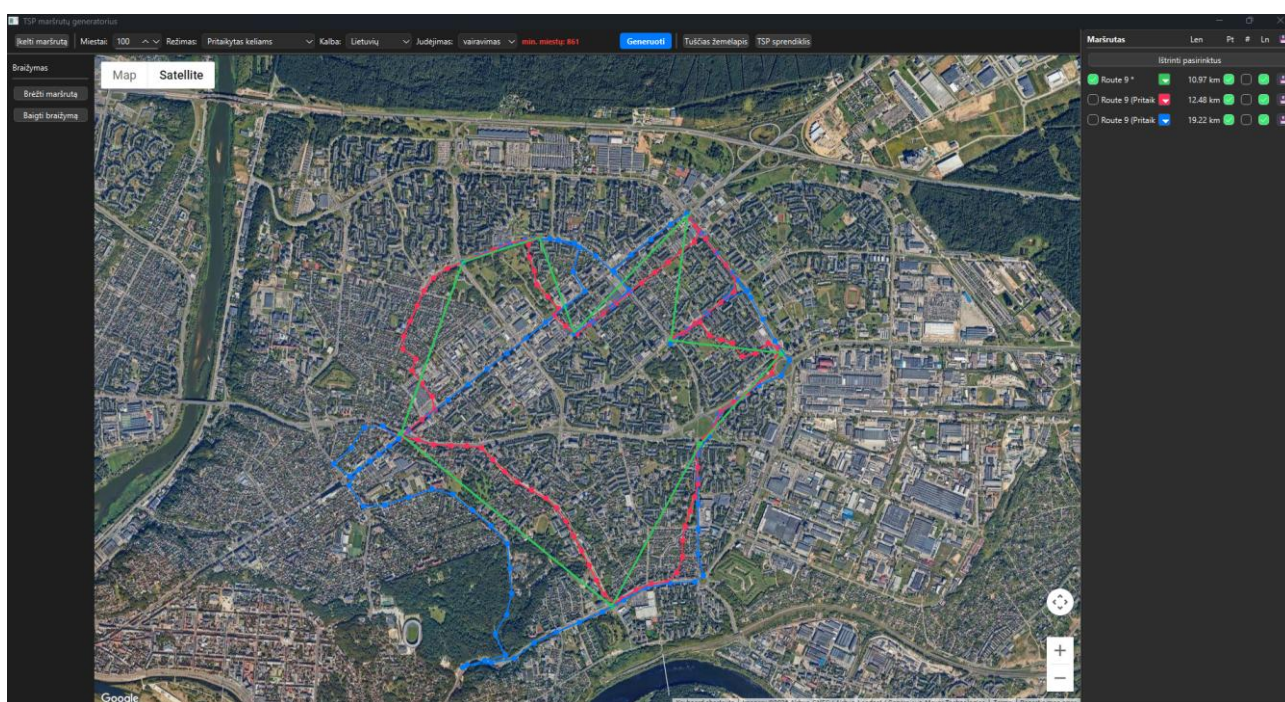 TSP maršrutų generatorius
Įkelti maršrutą Miestai: 100 Režimas: Pritaikytas keliams Kalba: Lietuvių Judėjimas: vairavimas min. miestų: 861 Generuoti Tuščias žemėlapis TSP sprendiklis
Maršrutas Len Pt # Ln
Braižymas
Brėžti maršrutą
Baigti braižymą
Map Satellite
Ištrinti pasirinktus
Route 9 * 10.97 km
Route 9 (Pritaik 12.48 km
Route 9 (Pritaik 19.22 km
Google